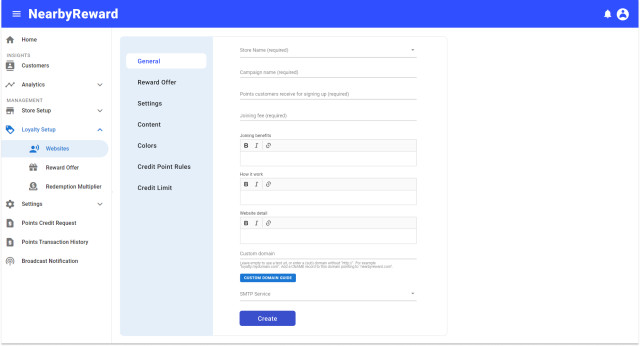 NearbyReward
Home
INSIGHTS
Customers
Analytics
MANAGEMENT
Store Setup
Loyalty Setup
Websites
Reward Offer
Redemption Multiplier
Settings
Points Credit Request
Points Transaction History
Broadcast Notification
General
Reward Offer
Settings
Content
Colors
Credit Point Rules
Credit Limit
Store Name (required)
Campaign name (required)
Points customers receive for signing up (required)
Joining fee (required)
Joining benefits
B I
How it work
B I
Website detail
B I
Custom domain
CUSTOM DOMAIN GUIDE
SMTP Service
Create